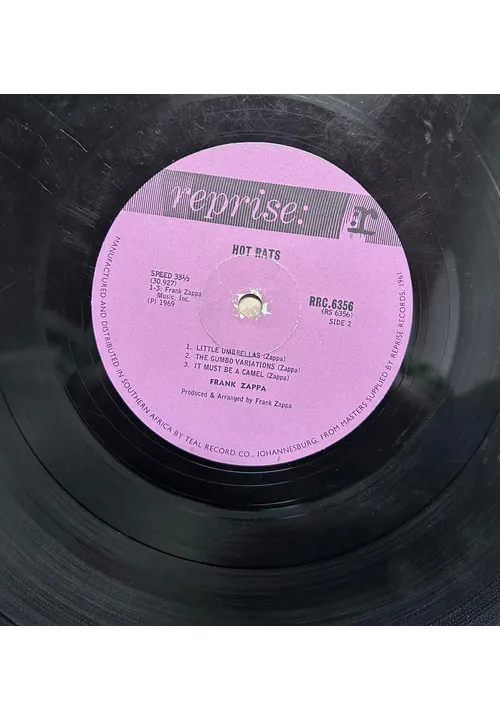 reprise:
r:
HOT RATS
SPEED 33⅓
(30.927)
1-3: Frank Zappa
Music, Inc.
(P) 1969
RRC.6356
(RS 6356)
SIDE 2
1. LITTLE UMBRELLAS (Zappa)
2. THE GUMBO VARIATIONS (Zappa)
3. IT MUST BE A CAMEL (Zappa)
FRANK ZAPPA
Produced & Arranged by Frank Zappa
MANUFACTURED AND DISTRIBUTED IN SOUTHERN AFRICA BY TEAL RECORD CO., JOHANNESBURG, FROM MASTERS SUPPLIED BY REPRISE RECORDS, 1961